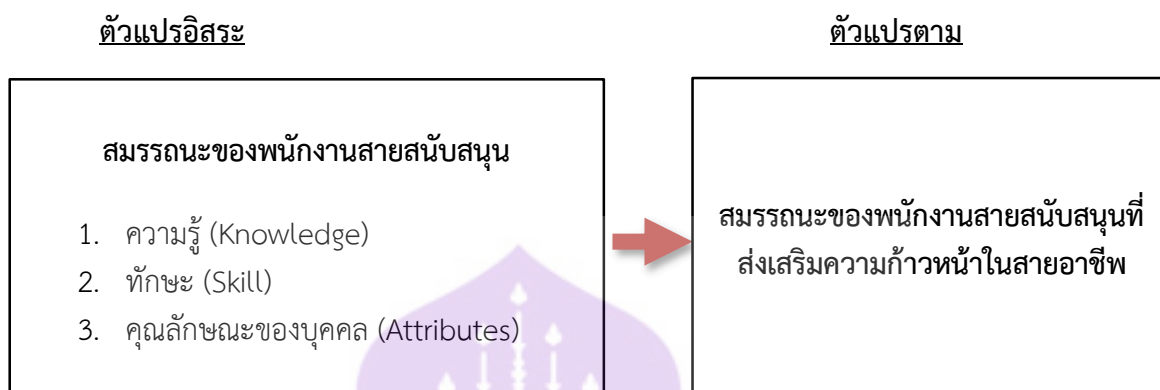 ตัวแปรอิสระ
ตัวแปรตาม
สมรรถนะของพนักงานสายสนับสนุน
1. ความรู้ (Knowledge)
2. ทักษะ (Skill)
3. คุณลักษณะของบุคคล (Attributes)
สมรรถนะของพนักงานสายสนับสนุนที่
ส่งเสริมความก้าวหน้าในสายอาชีพ